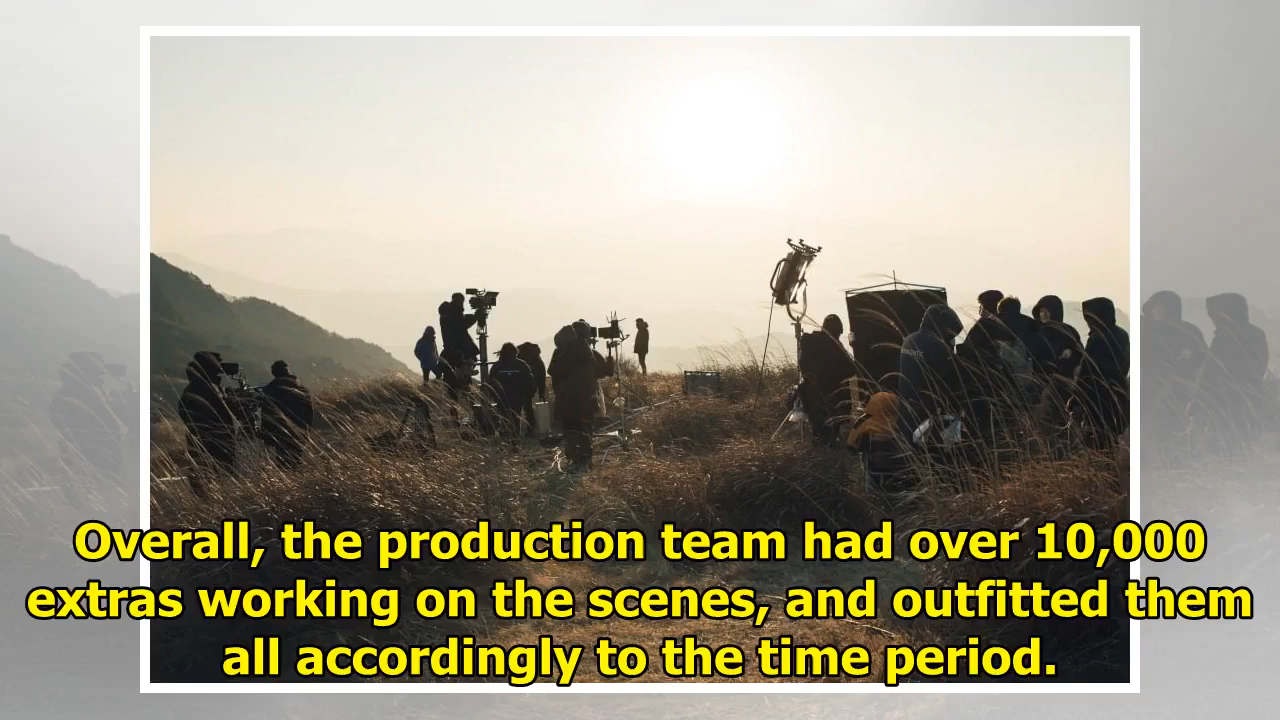 Overall, the production team had over 10,000
extras working on the scenes, and outfitted them
all accordingly to the time period.